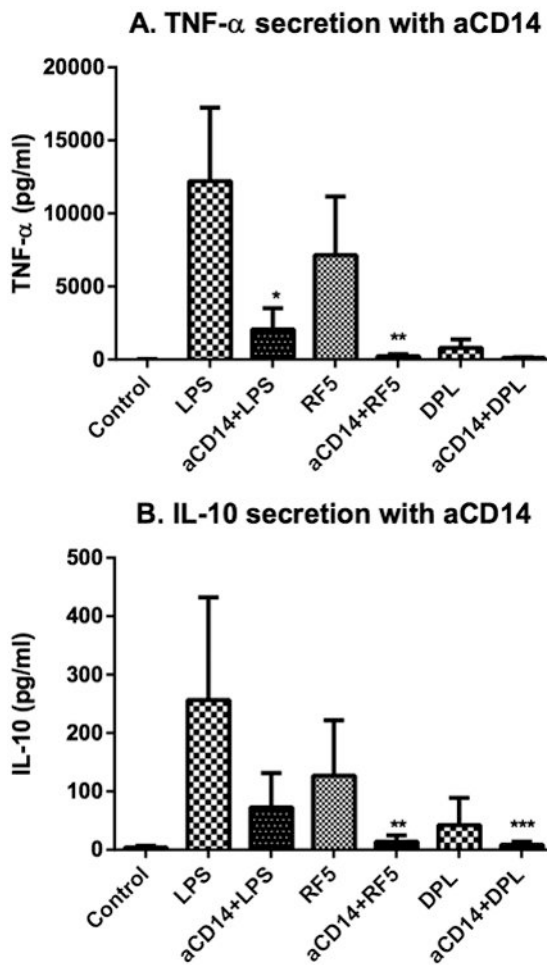 A. TNF-α secretion with aCD14
20000
15000
10000
5000
0
TNF-α (pg/ml)
*
**
Control
LPS
aCD14+LPS
RF5
aCD14+RF5
DPL
aCD14+DPL
B. IL-10 secretion with aCD14
500
400
300
200
100
0
IL-10 (pg/ml)
**
***
Control
LPS
aCD14+LPS
RF5
aCD14+RF5
DPL
aCD14+DPL